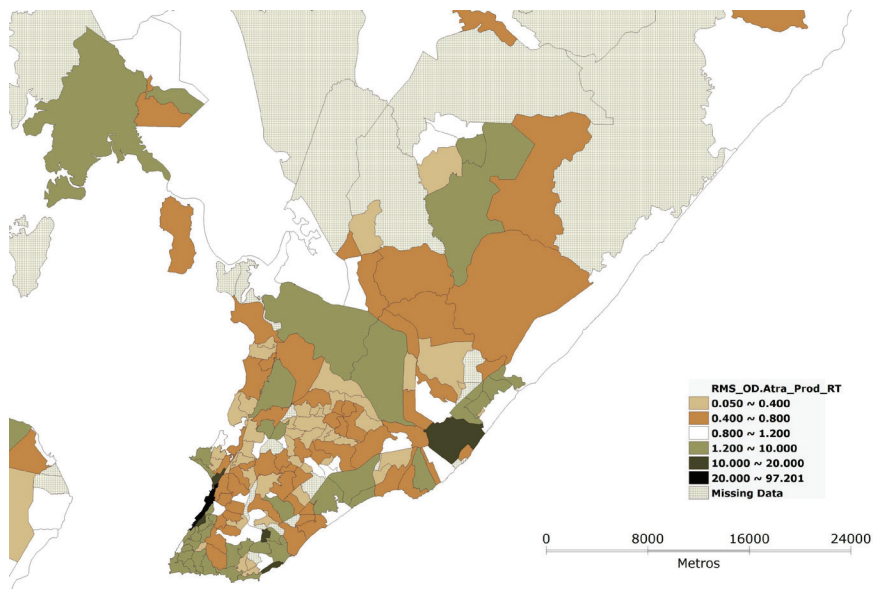 RMS_OD.Atra_Prod_RT
0.050 ~ 0.400
0.400 ~ 0.800
0.800 ~ 1.200
1.200 ~ 10.000
10.000 ~ 20.000
20.000 ~ 97.201
Missing Data
0 8000 16000 24000
Metros